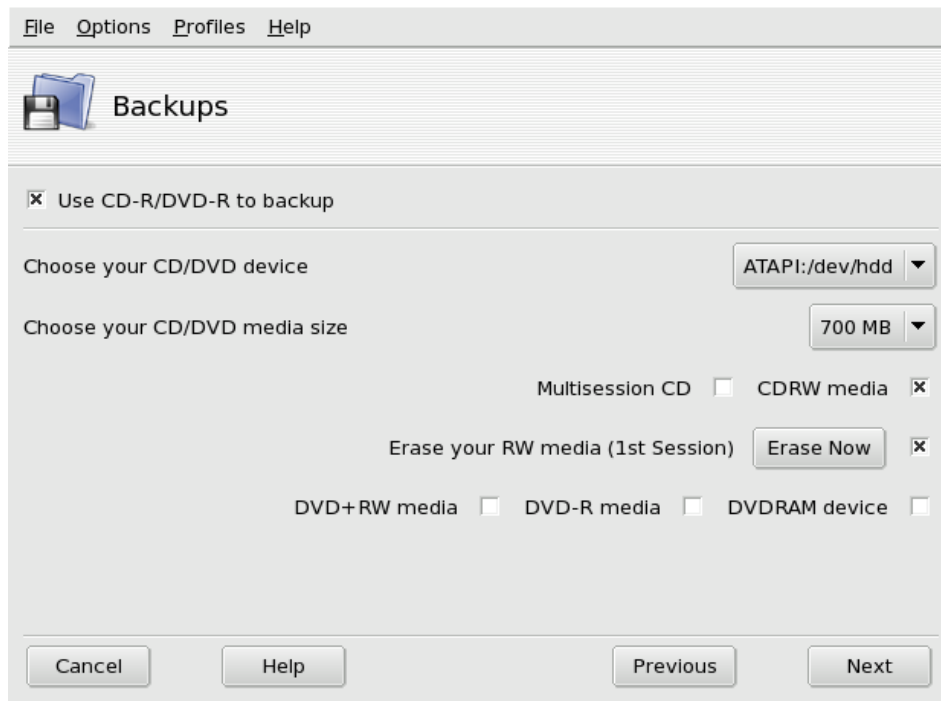 File Options Profiles Help
Backups
Use CD-R/DVD-R to backup
Choose your CD/DVD device ATAPI:/dev/hdd
Choose your CD/DVD media size 700 MB
Multisession CD CDRW media
Erase your RW media (1st Session) Erase Now
DVD+RW media DVD-R media DVDRAM device
Cancel Help Previous Next